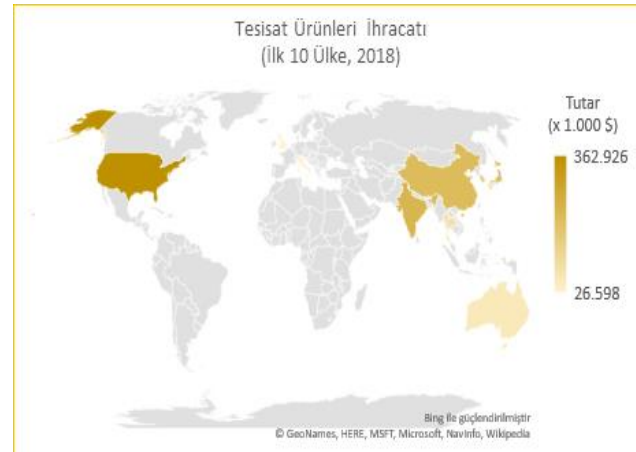 Tesisat Ürünleri İhracatı
(İlk 10 Ülke, 2018)
Tutar
(x 1.000 $)
362.926
26.598
Bing ile güçlendirilmiştir
© GeoNames, HERE, MSFT, Microsoft, NavInfo, Wikipedia